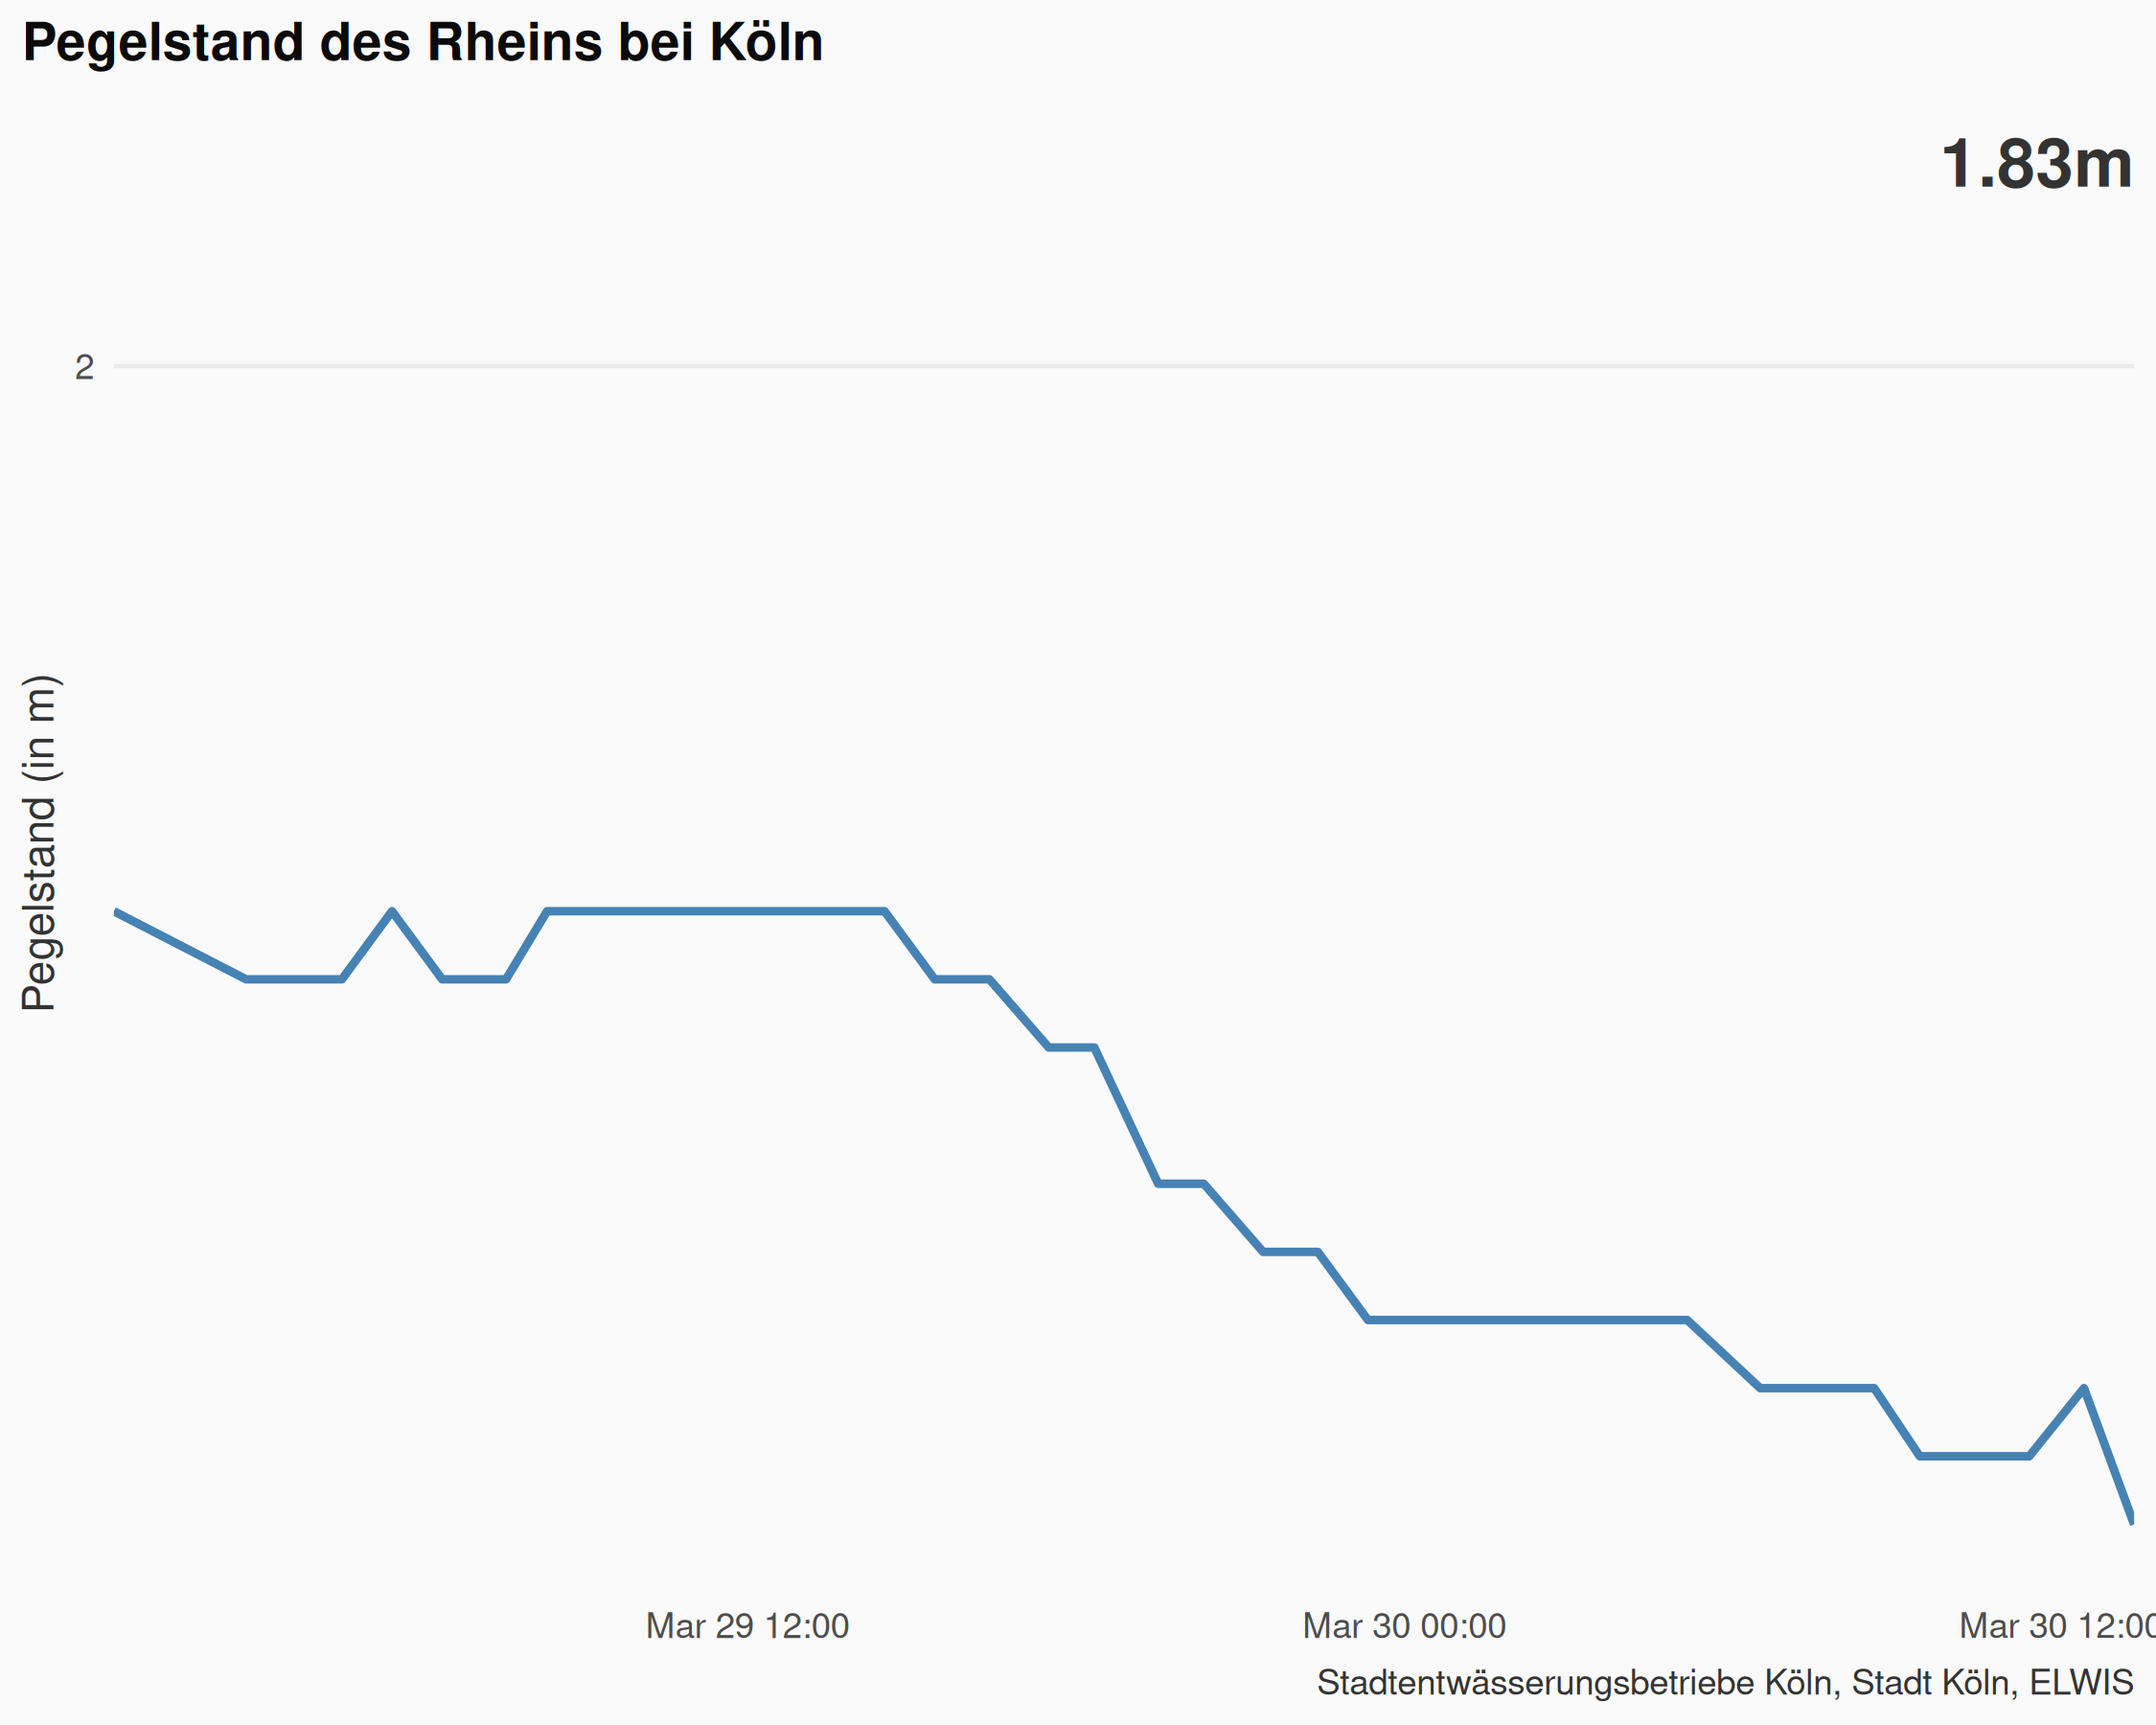 Pegelstand des Rheins bei Köln
1.83m
2
Pegelstand (in m)
Mar 29 12:00
Mar 30 00:00
Mar 30 12:00
Stadtentwässerungsbetriebe Köln, Stadt Köln, ELWIS